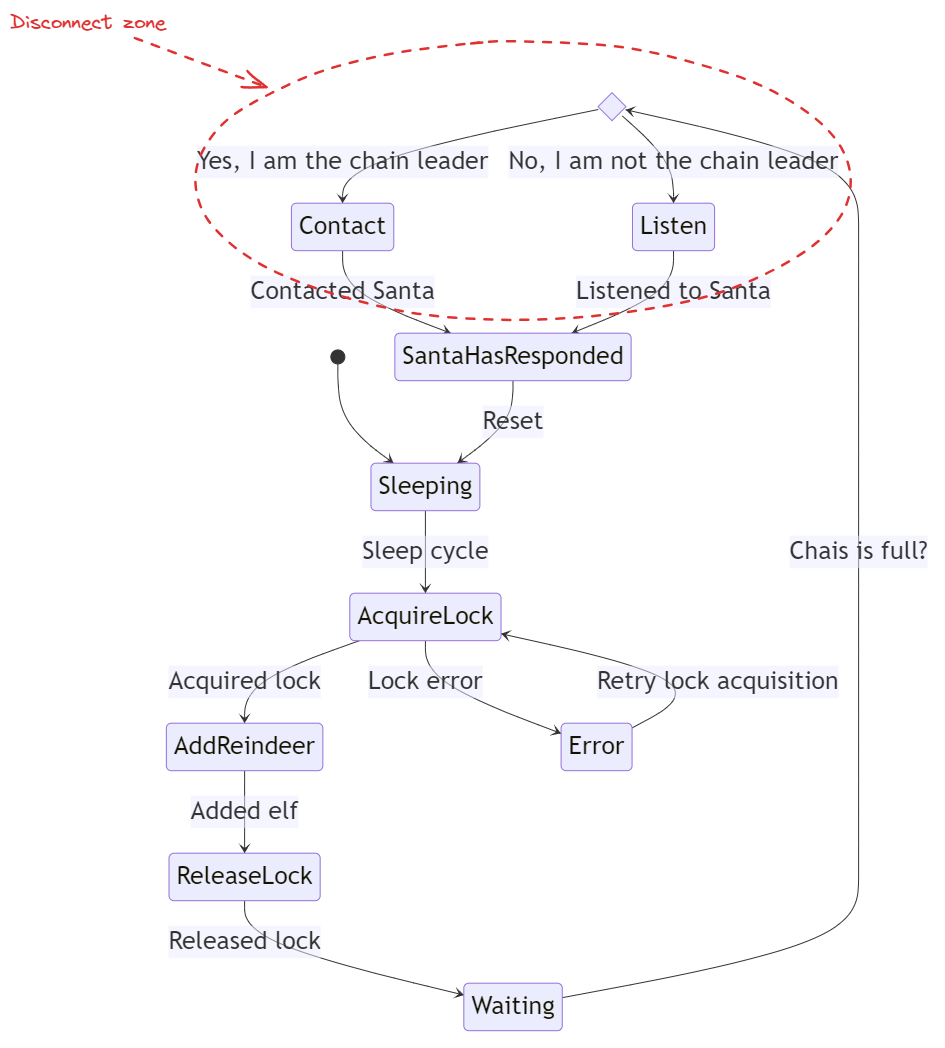 Disconnect zone
Yes, I am the chain leader
No, I am not the chain leader
Contact
Listen
Contacted Santa
Listened to Santa
SantaHasResponded
Reset
Sleeping
Sleep cycle
Chais is full?
AcquireLock
Acquired lock
Lock error
Retry lock acquisition
AddReindeer
Error
Added elf
ReleaseLock
Released lock
Waiting